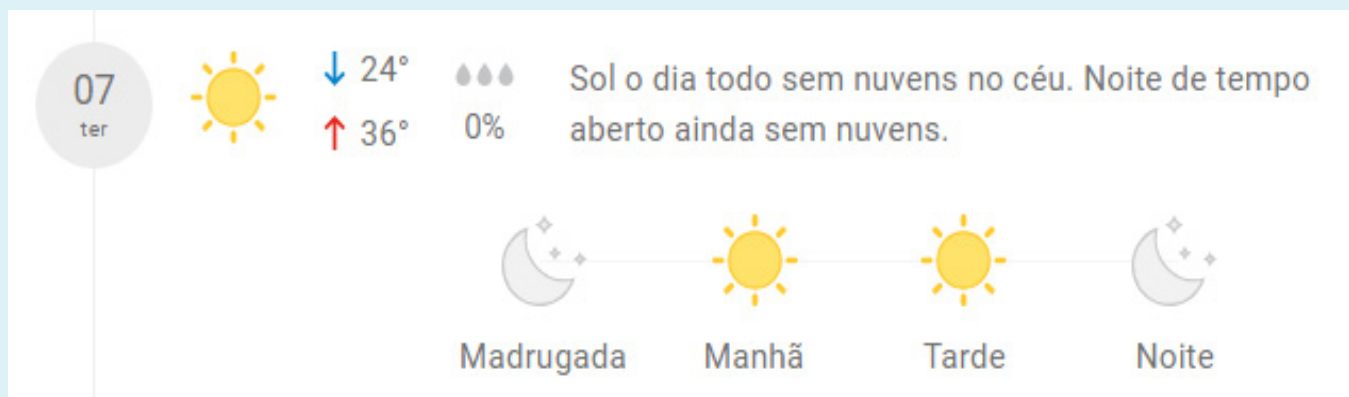 07
ter
24°
36°
0%
Sol o dia todo sem nuvens no céu. Noite de tempo
aberto ainda sem nuvens.
Madrugada Manhã Tarde Noite